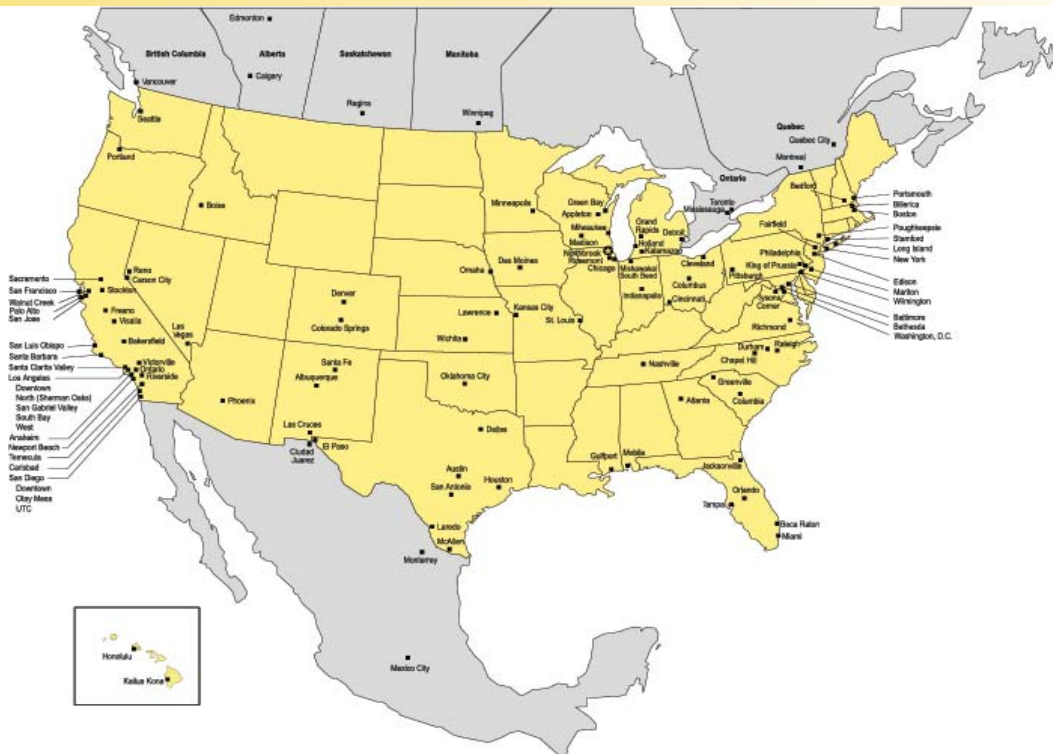 Edmonton
British Columbia
Alberta
Saskatchewan
Manitoba
Vancouver
Calgary
Regina
Winnipeg
Quebec
Quebec City
Montreal
Ontario
Toronto
Mississauga
Seattle
Portland
Boise
Minneapolis
Green Bay
Appleton
Milwaukee
Madison
Northbrook
Rosemont
Chicago
Grand
Rapids
Holland
Kalamazoo
Detroit
Mishawaka/
South Bend
Indianapolis
Cleveland
Columbus
Cincinnati
Pittsburgh
Bedford
Fairfield
Philadelphia
King of Prussia
Tysons
Corner
Richmond
Portsmouth
Billerica
Boston
Poughkeepsie
Stamford
Long Island
New York
Edison
Marlton
Wilmington
Baltimore
Bethesda
Washington, D.C.
Reno
Carson City
Sacramento
San Francisco
Walnut Creek
Palo Alto
San Jose
Stockton
Fresno
Visalia
Bakersfield
Las
Vegas
San Luis Obispo
Santa Barbara
Santa Clarita Valley
Los Angeles
Downtown
North (Sherman Oaks)
San Gabriel Valley
South Bay
West
Anaheim
Newport Beach
Temecula
Carlsbad
San Diego
Downtown
Otay Mesa
UTC
Victorville
Ontario
Riverside
Phoenix
Denver
Colorado Springs
Santa Fe
Albuquerque
Las Cruces
El Paso
Ciudad
Juarez
Omaha
Des Moines
Lawrence
Kansas City
St. Louis
Wichita
Oklahoma City
Dallas
Austin
San Antonio
Houston
Laredo
McAllen
Monterrey
Mexico City
Nashville
Durham
Raleigh
Chapel Hill
Greenville
Columbia
Atlanta
Gulfport
Mobile
Jacksonville
Orlando
Tampa
Boca Raton
Miami
Honolulu
Kailua Kona